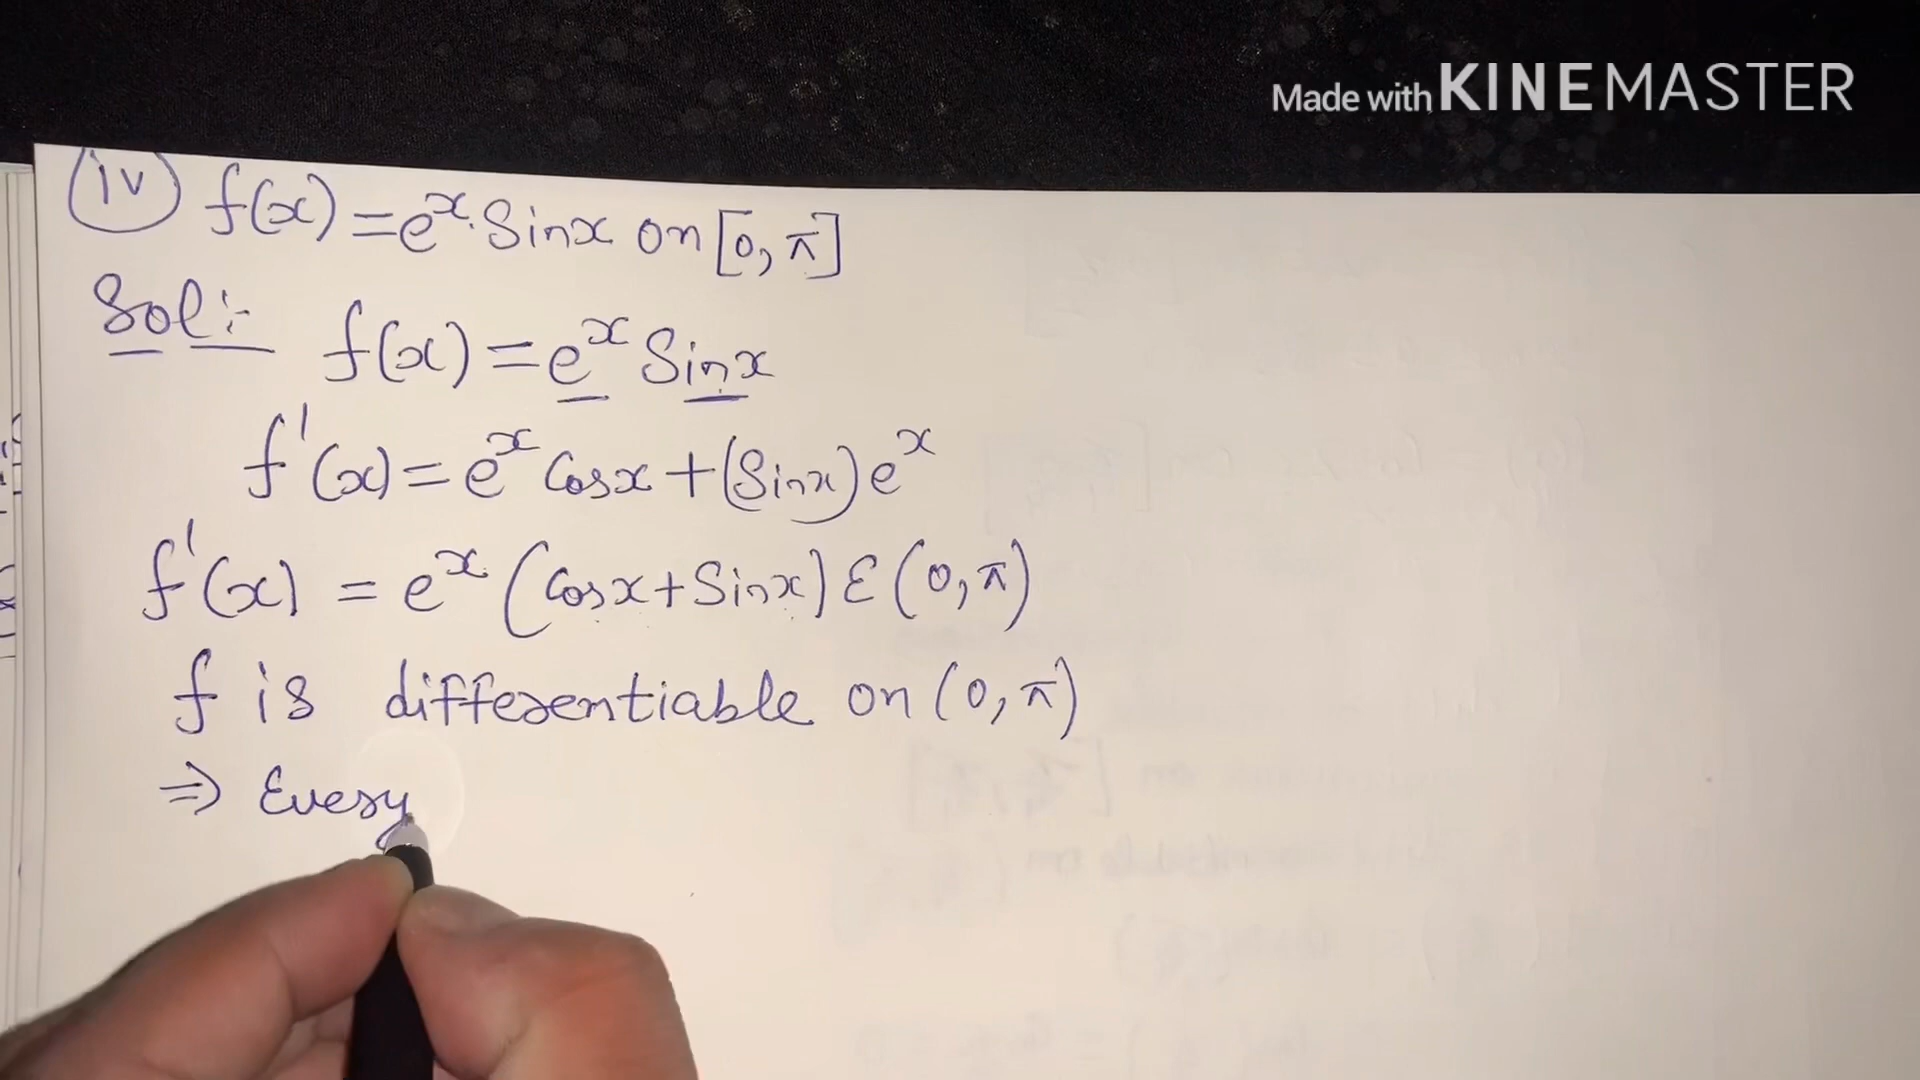 Made with KINEMASTER
(iv) f(x) = e^x. Sinx on [0, π]
Sol:-
f(x) = e^x Sinx
f'(x) = e^x Cosx + (Sinx) e^x
f'(x) = e^x (Cosx + Sinx) ε (0, π)
f is differentiable on (0, π)
⇒ Every